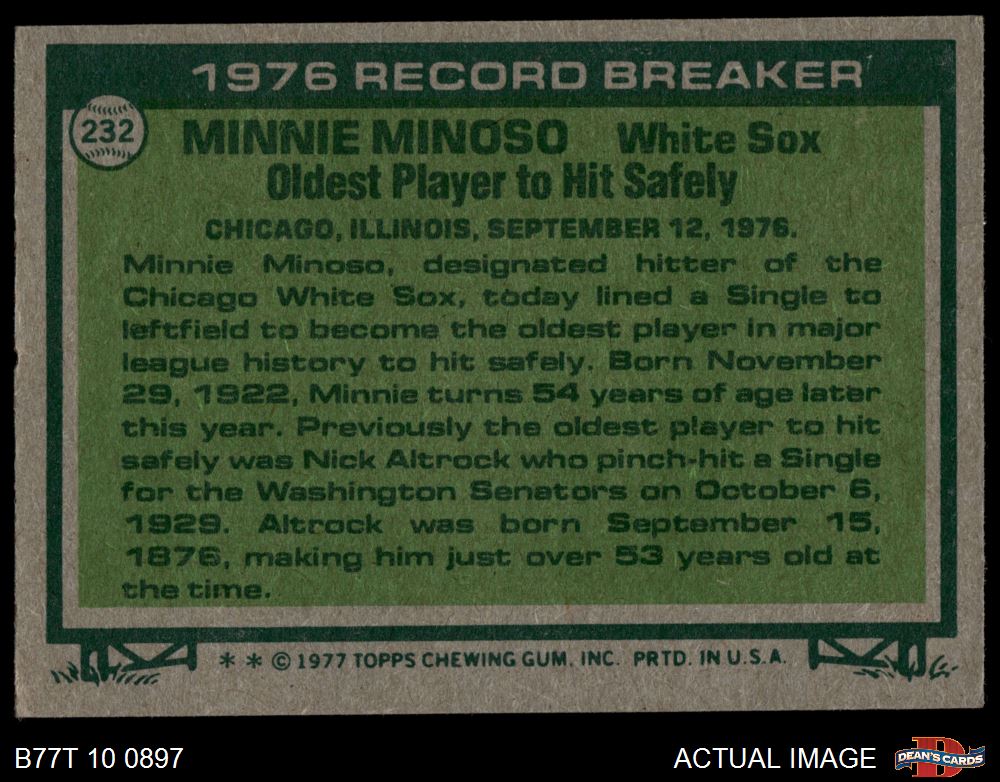 1976 RECORD BREAKER
232
MINNIE MINOSO White Sox
Oldest Player to Hit Safely
CHICAGO, ILLINOIS, SEPTEMBER 12, 1976.
Minnie Minoso, designated hitter of the
Chicago White Sox, today lined a Single to
leftfield to become the oldest player in major
league history to hit safely. Born November
29, 1922, Minnie turns 54 years of age later
this year. Previously the oldest player to hit
safely was Nick Altrock who pinch-hit a Single
for the Washington Senators on October 6,
1929. Altrock was born September 15,
1876, making him just over 53 years old at
the time.
* * © 1977 TOPPS CHEWING GUM, INC. PRTD. IN U.S.A.
B77T 10 0897
ACTUAL IMAGE
D
DEAN'S CARDS